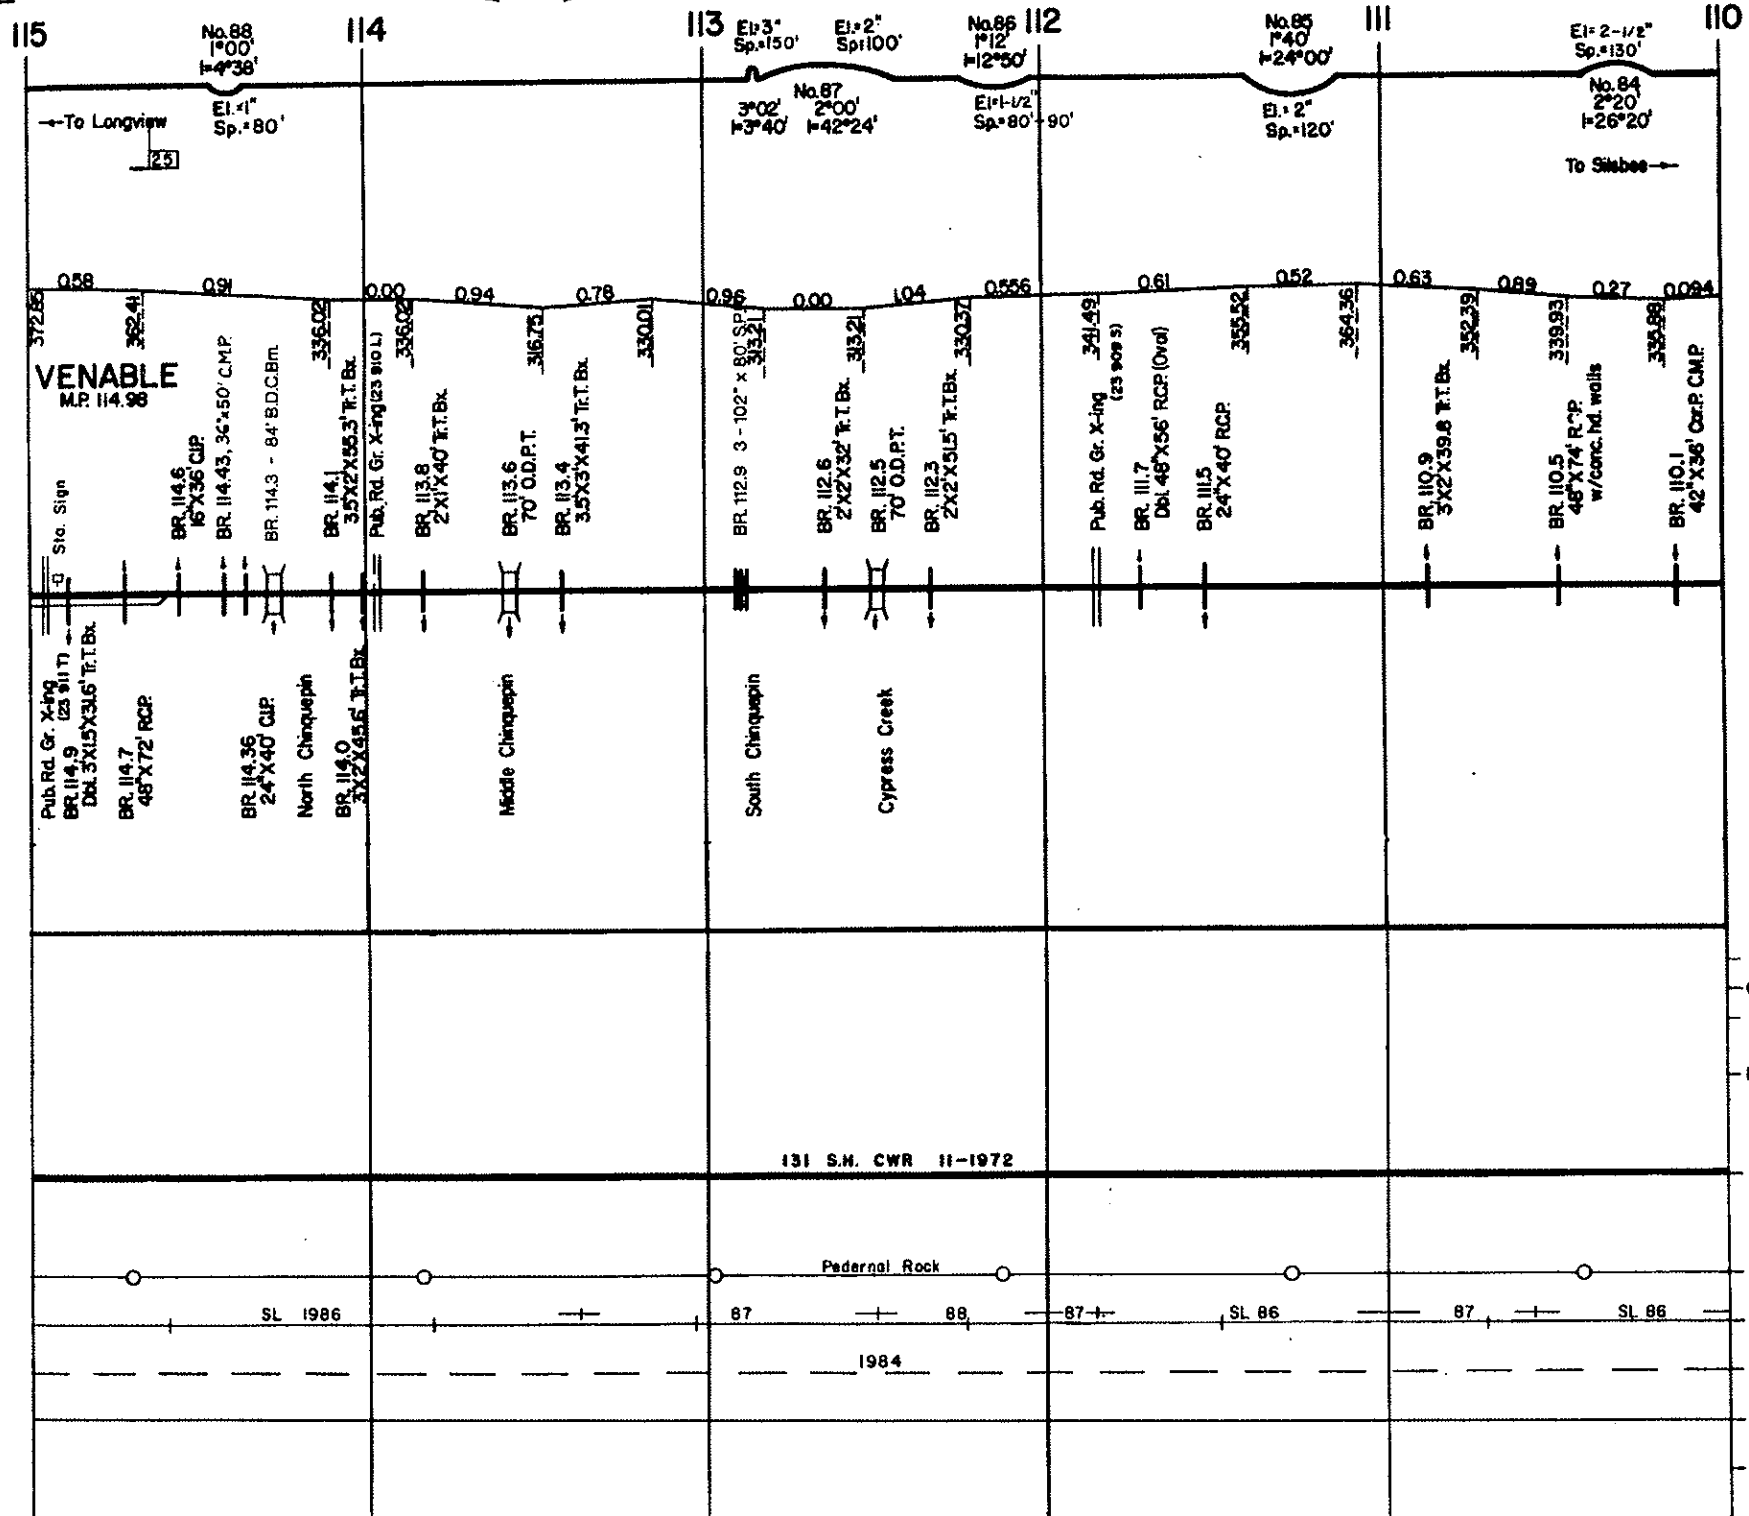 115
114
113
112
111
110
No.88
1°00'
I=4°38'
El.=1"
Sp.=80'
El=3"
Sp.=150'
El.=2"
Sp=100'
3°02'
I=3°40'
No.87
2°00'
I=42°24'
No.86
1°12'
I=12°50'
El=1-1/2"
Sp.=80'-90'
No.85
1°40'
I=24°00'
El.=2"
Sp.=120'
El=2-1/2"
Sp.=130'
No.84
2°20'
I=26°20'
To Longview
25
To Silsbee
0.58
0.91
0.00
0.94
0.78
0.96
0.00
1.04
0.556
0.61
0.52
0.63
0.89
0.27
0.094
372.85
362.41
336.02
336.02
316.75
330.01
313.21
313.21
330.37
341.49
355.52
364.36
352.39
339.93
335.88
VENABLE
M.P. 114.98
Sta. Sign
BR. 114.6
16"X36' C.I.P.
BR. 114.43, 36"x50' C.M.P.
BR. 114.3 - 84' B.D.C.Bm.
BR. 114.1
3.5'X2'X55.3' Tr.T. Bx.
Pub. Rd. Gr. X-ing (23 910 L)
BR. 113.8
2'X1'X40' Tr.T. Bx.
BR. 113.6
70' O.D.P.T.
BR. 113.4
3.5'X3'X41.3' Tr.T. Bx.
BR. 112.9 3 - 102" x 80' S.P.
BR. 112.6
2'X2'X32' Tr.T. Bx.
BR. 112.5
70' O.D.P.T.
BR. 112.3
2'X2'X51.5' Tr.T. Bx.
Pub. Rd. Gr. X-ing
(23 909 S)
BR. 111.7
Dbl. 48"X56' RCP. (Oval)
BR. 111.5
24"X40' RCP.
BR. 110.9
3'X2'X39.8 Tr.T. Bx.
BR. 110.5
48"X74' R.C.P.
w/conc. hd. walls
BR. 110.1
42"X36' Cor.P. C.M.P.
Pub. Rd. Gr. X-ing
(23 911 T)
BR. 114.9
Dbl. 3'X1.5'X31.6' Tr.T. Bx.
BR. 114.7
48"X72' RCP.
BR. 114.36
24"X40' C.I.P.
North Chinquepin
BR. 114.0
3'X2'X45.6' Tr.T. Bx.
Middle Chinquepin
South Chinquepin
Cypress Creek
131 S.H. CWR 11-1972
Pedernal Rock
SL 1986
87
88
87
SL 86
87
SL 86
1984